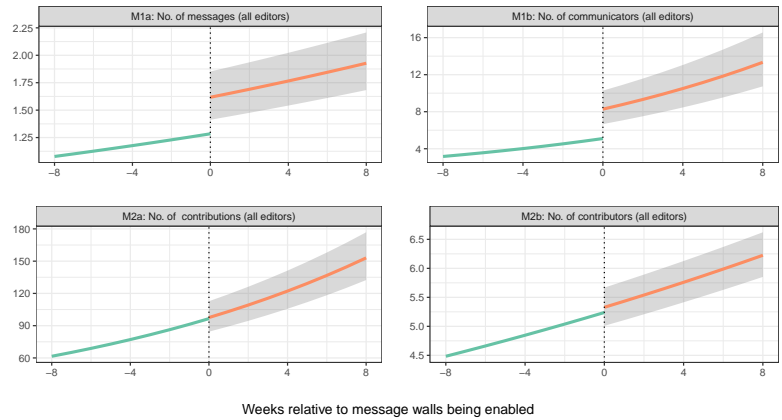 M1a: No. of messages (all editors)
M1b: No. of communicators (all editors)
2.25
2.00
1.75
1.50
1.25
16
12
8
4
−8 −4 0 4 8
−8 −4 0 4 8
M2a: No. of  contributions (all editors)
M2b: No. of contributors (all editors)
180
150
120
90
60
6.5
6.0
5.5
5.0
4.5
−8 −4 0 4 8
−8 −4 0 4 8
Weeks relative to message walls being enabled